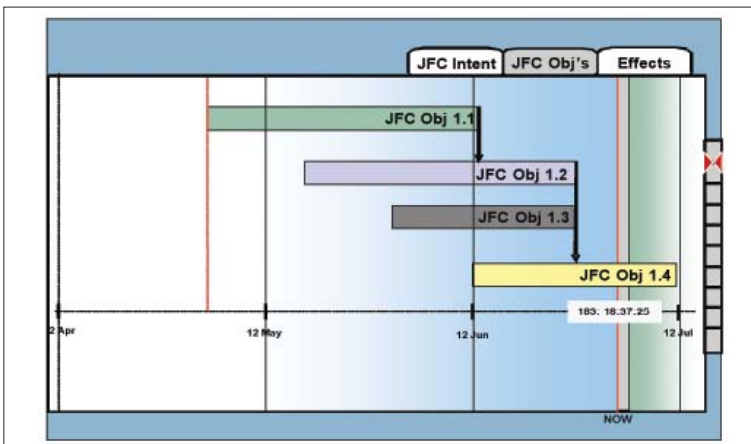 JFC Intent JFC Obj's Effects
JFC Obj 1.1
JFC Obj 1.2
JFC Obj 1.3
JFC Obj 1.4
183: 18.37.25
2 Apr 12 May 12 Jun 12 Jul
NOW